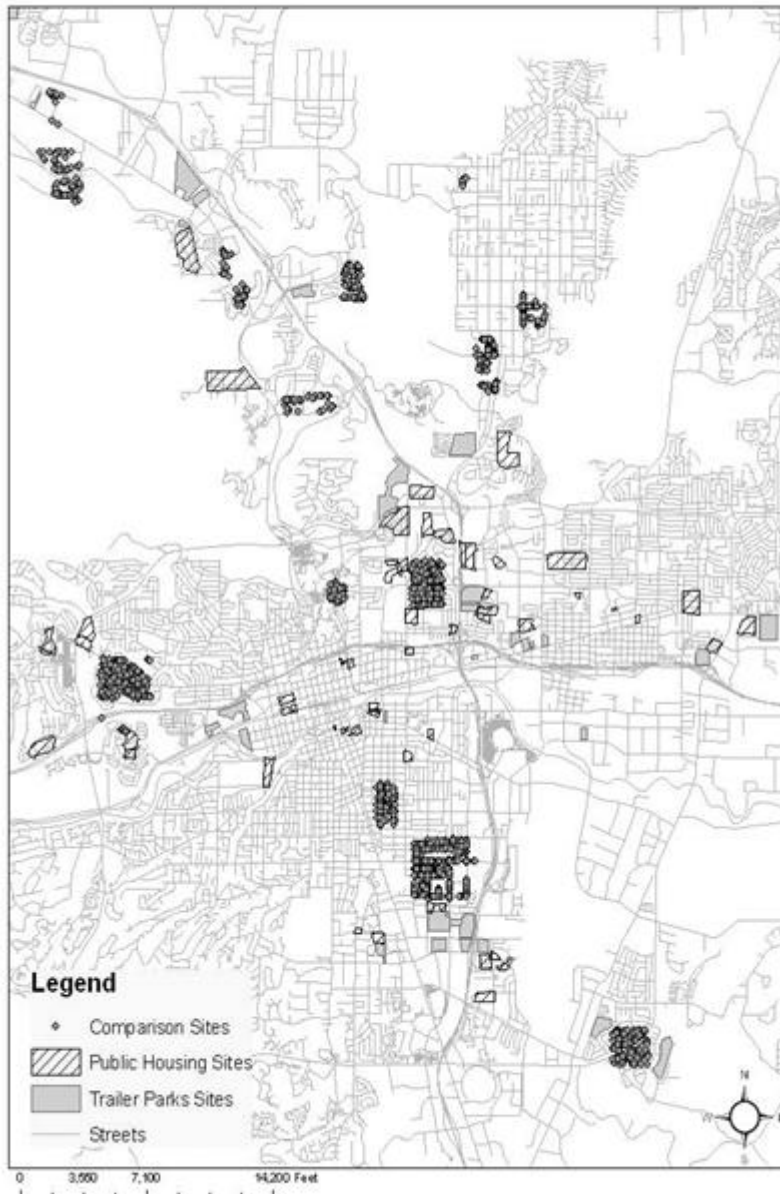 Legend
Comparison Sites
Public Housing Sites
Trailer Parks Sites
Streets
N
W
S
0 3,550 7,100 14,200 Feet